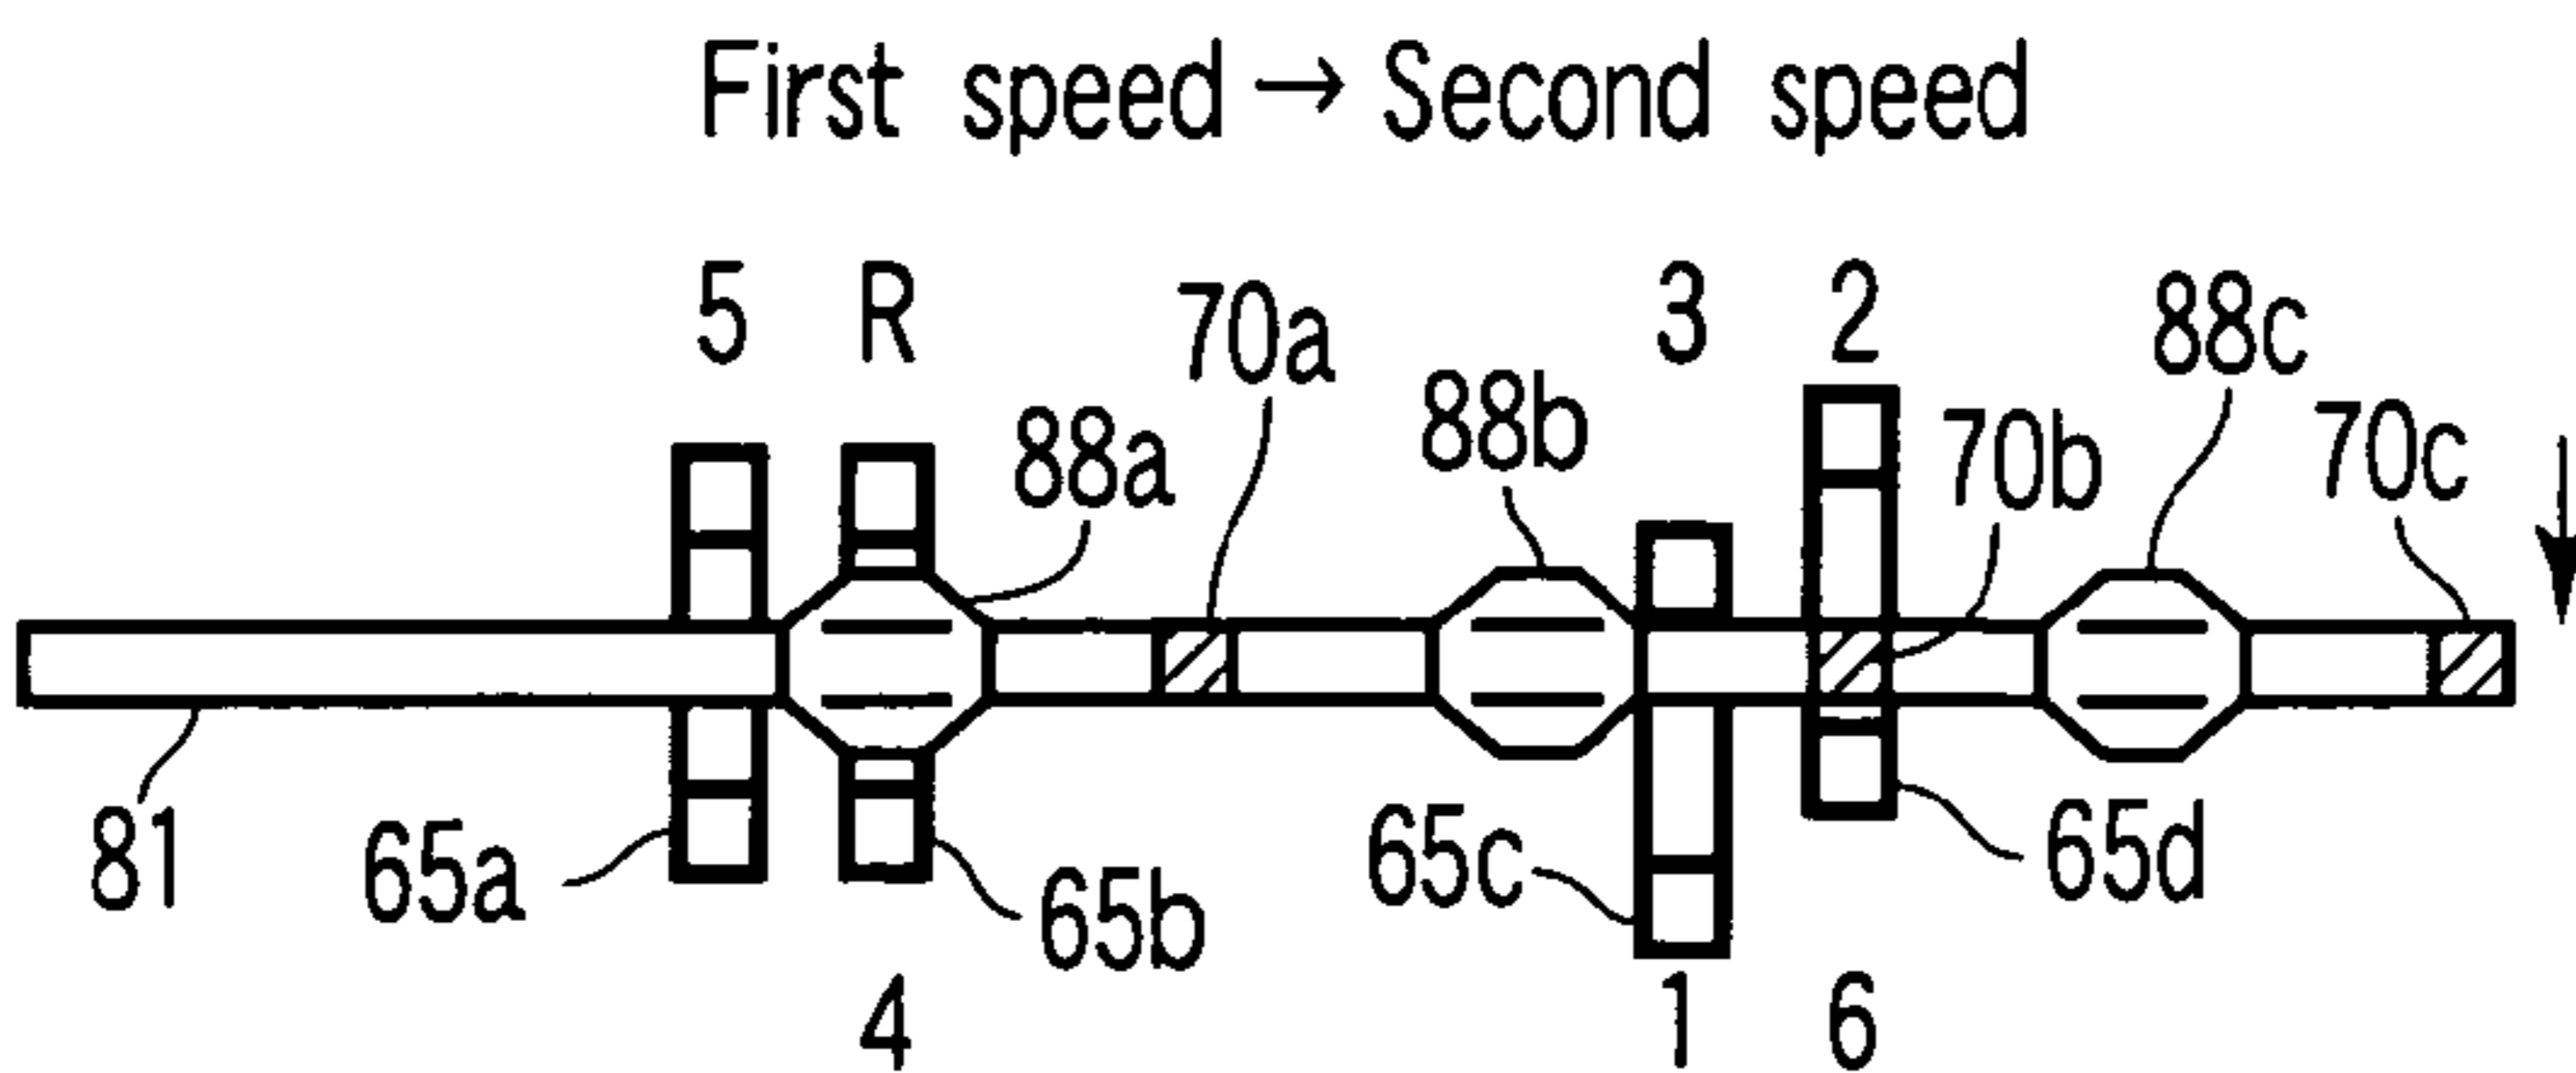 First speed → Second speed
5 R 70a 3 2 88c
88a 88b 70b 70c
81 65a 65b 65c 65d
4 1 6